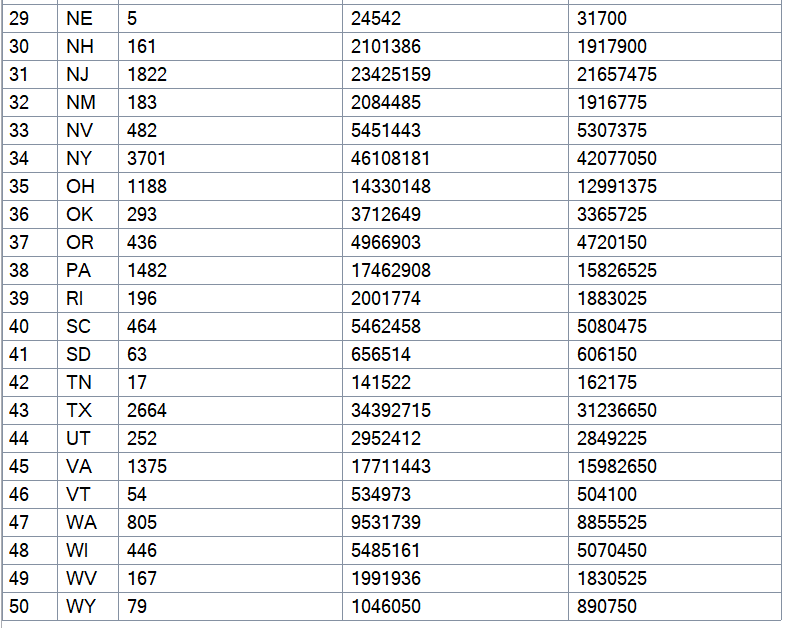 29 NE 5 24542 31700
30 NH 161 2101386 1917900
31 NJ 1822 23425159 21657475
32 NM 183 2084485 1916775
33 NV 482 5451443 5307375
34 NY 3701 46108181 42077050
35 OH 1188 14330148 12991375
36 OK 293 3712649 3365725
37 OR 436 4966903 4720150
38 PA 1482 17462908 15826525
39 RI 196 2001774 1883025
40 SC 464 5462458 5080475
41 SD 63 656514 606150
42 TN 17 141522 162175
43 TX 2664 34392715 31236650
44 UT 252 2952412 2849225
45 VA 1375 17711443 15982650
46 VT 54 534973 504100
47 WA 805 9531739 8855525
48 WI 446 5485161 5070450
49 WV 167 1991936 1830525
50 WY 79 1046050 890750